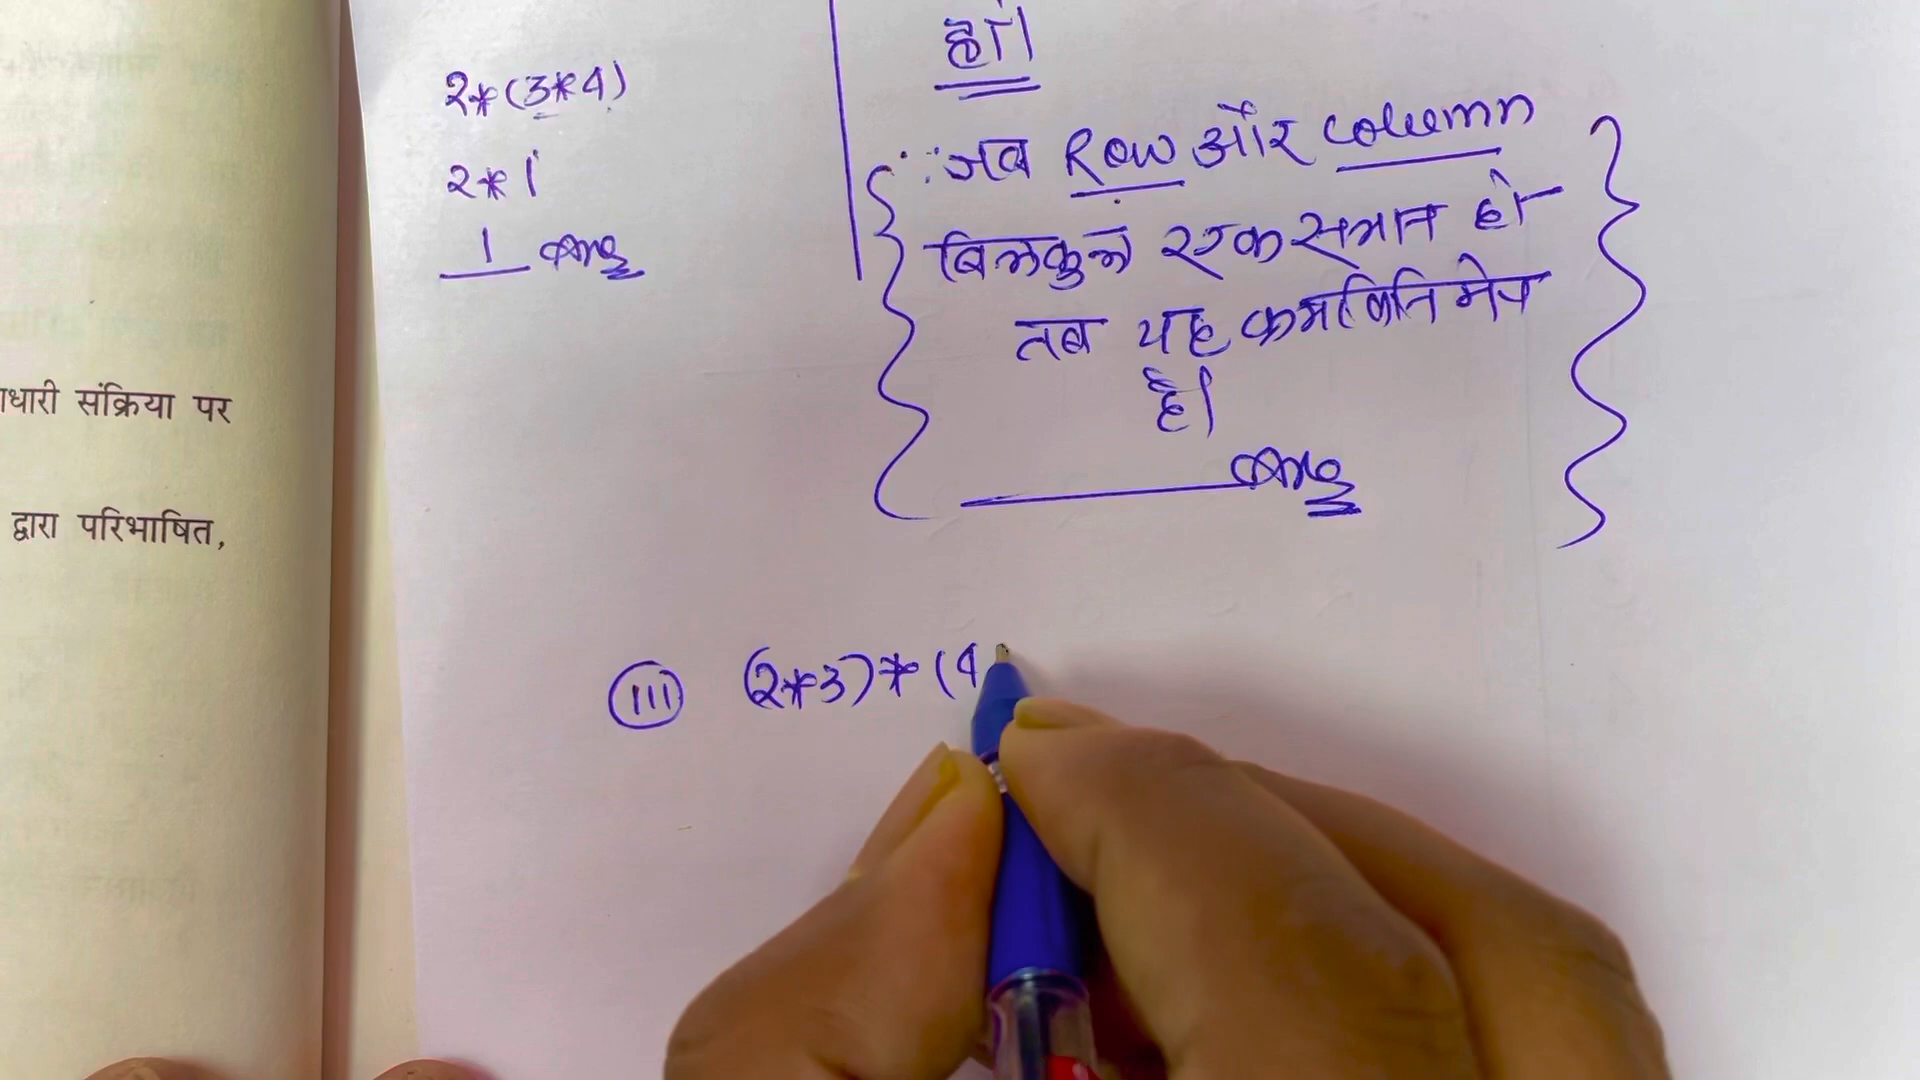 ाधारी संक्रिया पर
द्वारा परिभाषित,
2*(3*4)
2*1
1 Ans
हाँ।
∵ जब Row और column
बिलकुल एक समान हो
तब यह क्रमविनिमेय
है।
Ans
(III) (2*3)*(4